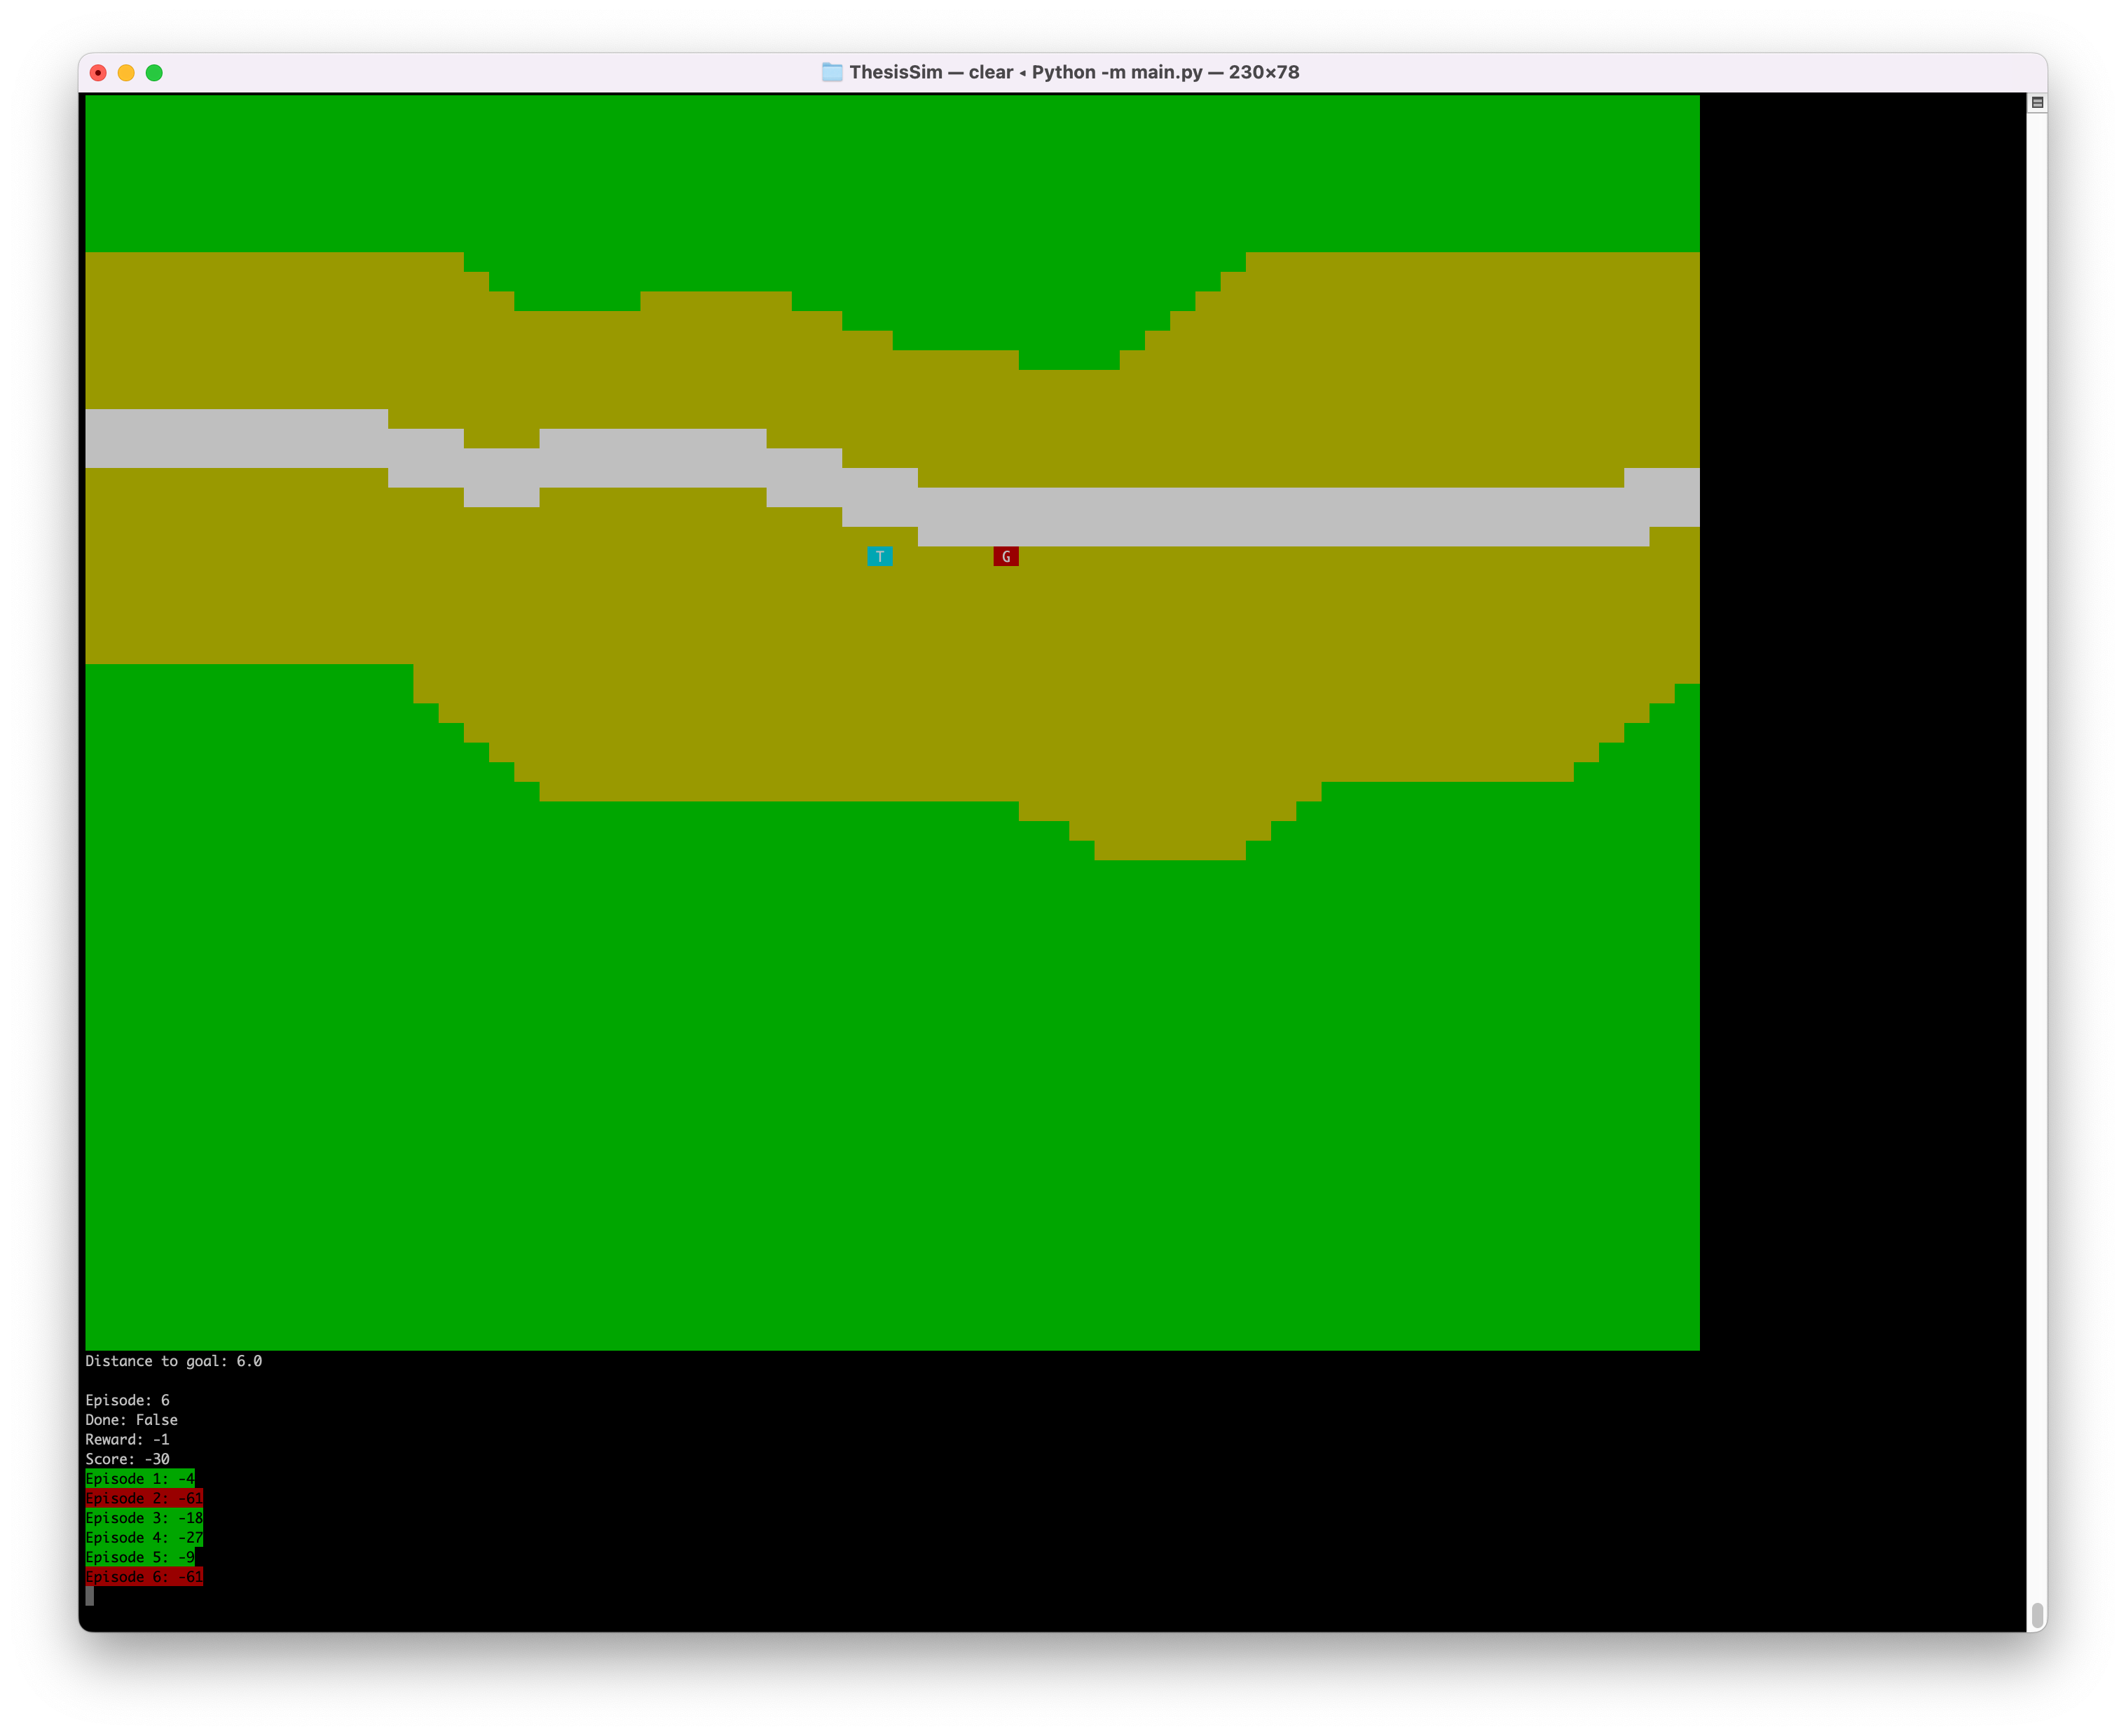 ThesisSim — clear ◂ Python -m main.py — 230×78
T G
Distance to goal: 6.0
Episode: 6
Done: False
Reward: -1
Score: -30
Episode 1: -4
Episode 2: -61
Episode 3: -18
Episode 4: -27
Episode 5: -9
Episode 6: -61